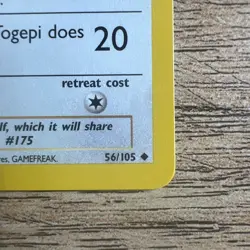 .
Togepi does 20
retreat cost
lf, which it will share
#175
res. GAMEFREAK. 56/105 ◆